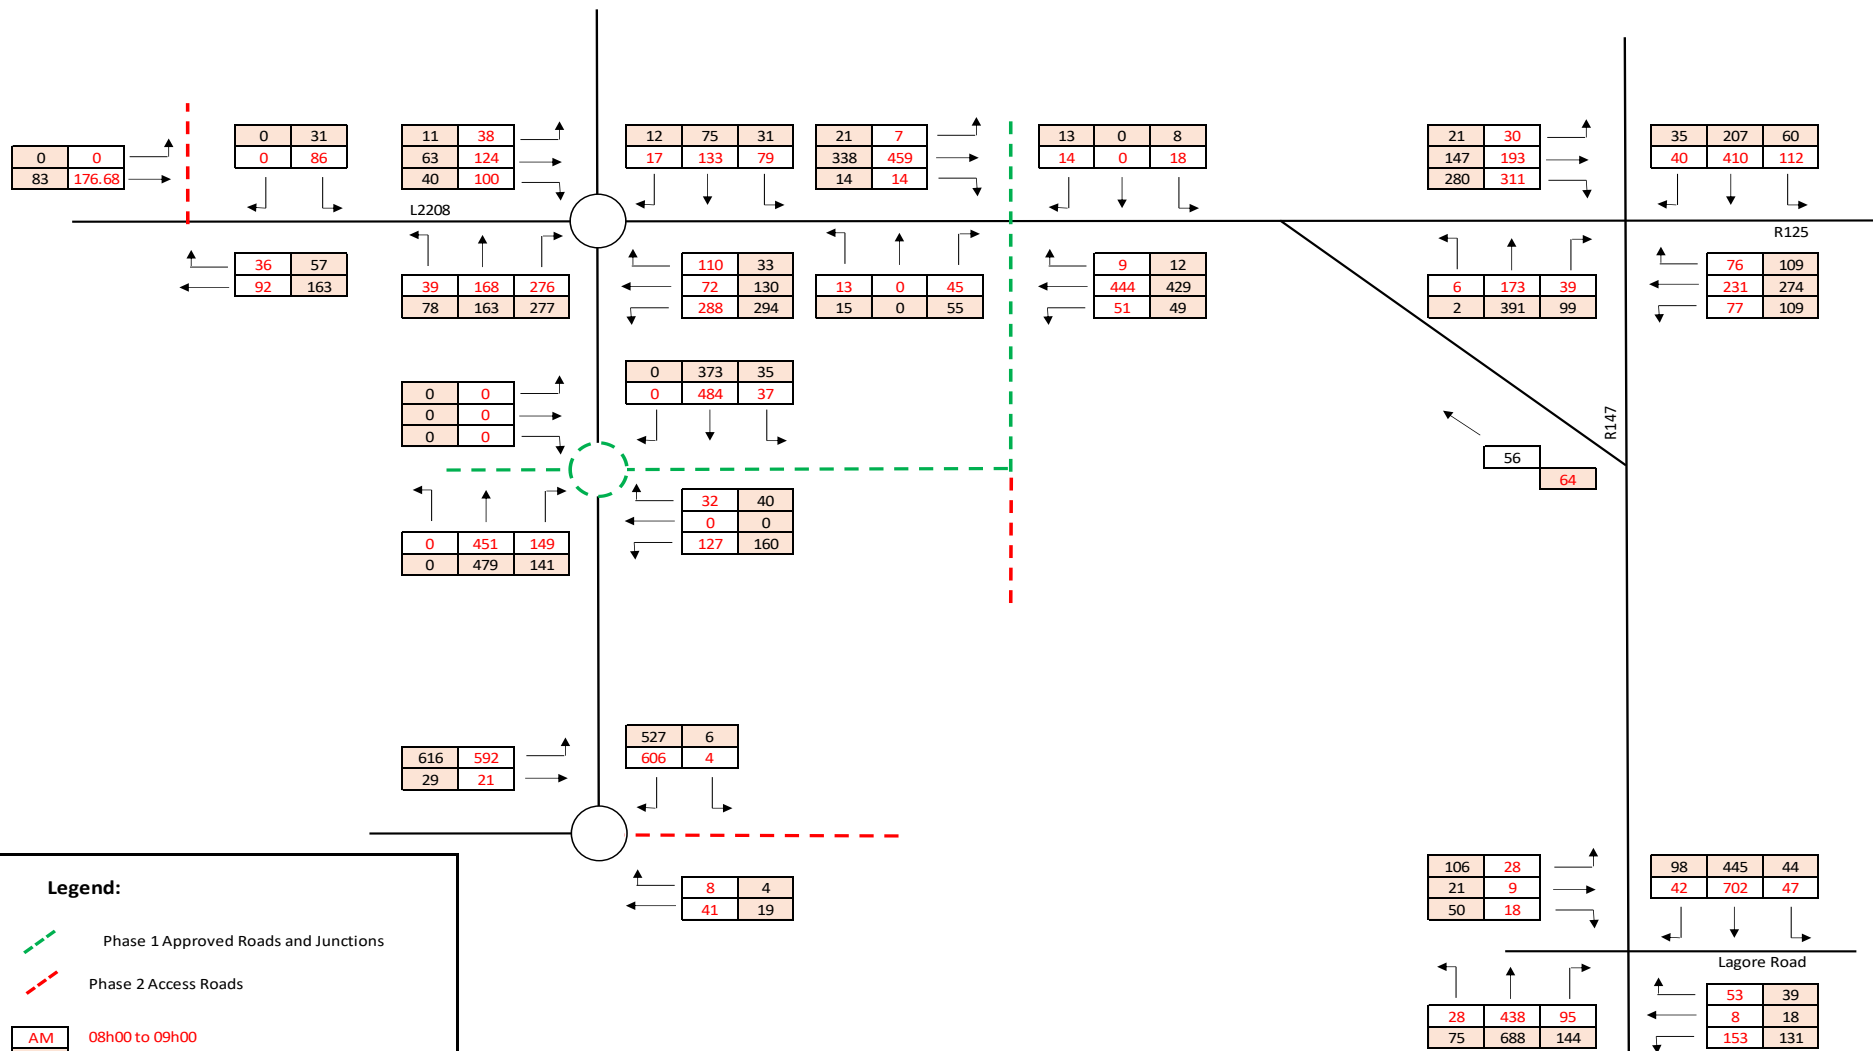 0 31
11 38
12 75 31
21 7
13 0 8
21 30
35 207 60
0 0
0 86
63 124
17 133 79
338 459
14 0 18
147 193
40 410 112
83 176.68
40 100
14 14
280 311
L2208
R125
36 57
110 33
9 12
76 109
92 163
39 168 276
72 130
13 0 45
444 429
6 173 39
231 274
78 163 277
288 294
15 0 55
51 49
2 391 99
77 109
0 373 35
0 0
0 484 37
0 0
0 0
R147
56
64
32 40
0 0
0 451 149
127 160
0 479 141
527 6
616 592
606 4
29 21
8 4
41 19
106 28
98 445 44
21 9
42 702 47
50 18
Legend:
Phase 1 Approved Roads and Junctions
Lagore Road
Phase 2 Access Roads
53 39
28 438 95
8 18
75 688 144
153 131
AM 08h00 to 09h00